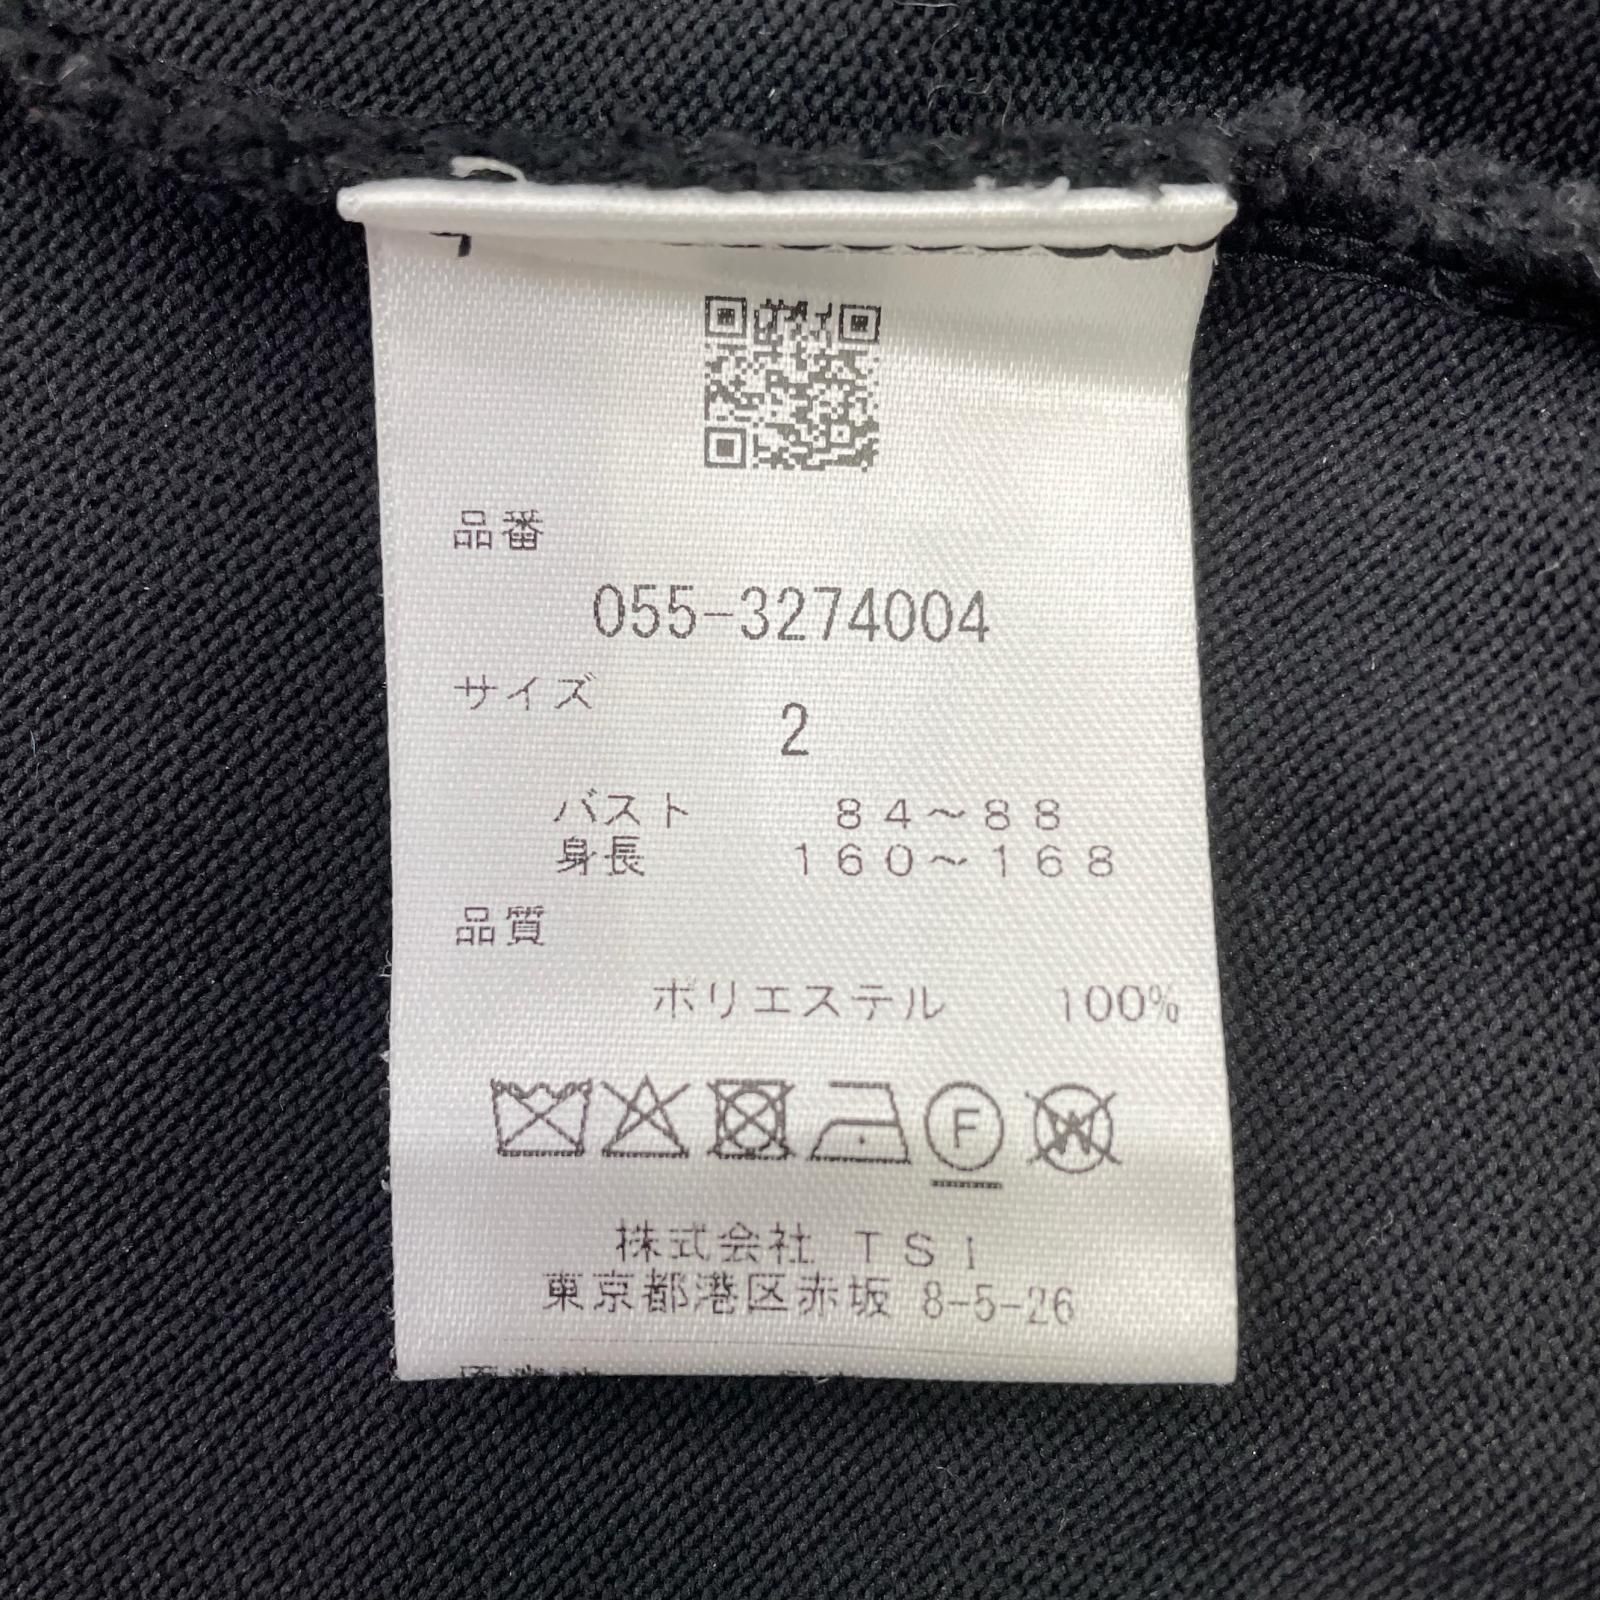 品番
055-3274004
サイズ
2
バスト 84～88
身長 160～168
品質
ポリエステル 100%
F
W
株式会社 TSI
東京都港区赤坂 8-5-26